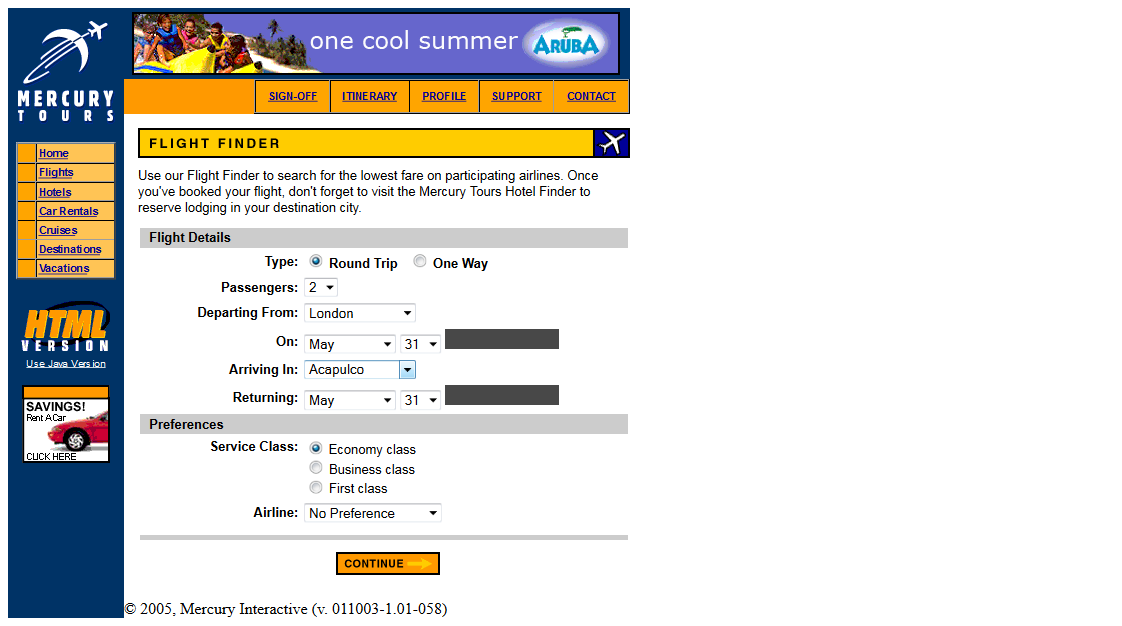 one cool summer
ARUBA
MERCURY
TOURS
SIGN-OFF ITINERARY PROFILE SUPPORT CONTACT
Home
Flights
Hotels
Car Rentals
Cruises
Destinations
Vacations
HTML
VERSION
Use Java Version
SAVINGS!
Rent A Car
CLICK HERE
FLIGHT FINDER
Use our Flight Finder to search for the lowest fare on participating airlines. Once
you've booked your flight, don't forget to visit the Mercury Tours Hotel Finder to
reserve lodging in your destination city.
Flight Details
Type: Round Trip One Way
Passengers: 2
Departing From: London
On: May 31
Arriving In: Acapulco
Returning: May 31
Preferences
Service Class: Economy class
Business class
First class
Airline: No Preference
CONTINUE
© 2005, Mercury Interactive (v. 011003-1.01-058)